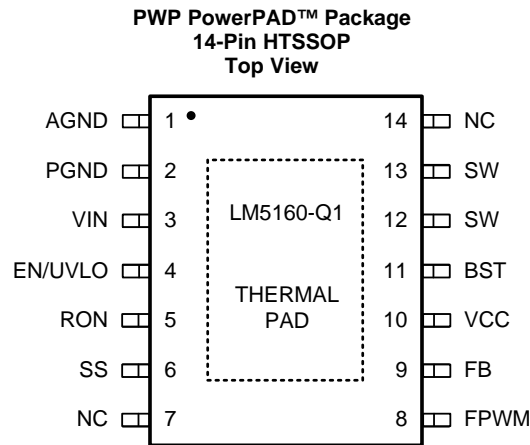 PWP PowerPAD™ Package
14-Pin HTSSOP
Top View
AGND 1 14 NC
PGND 2 13 SW
LM5160-Q1
VIN 3 12 SW
EN/UVLO 4 11 BST
THERMAL
PAD
RON 5 10 VCC
SS 6 9 FB
NC 7 8 FPWM